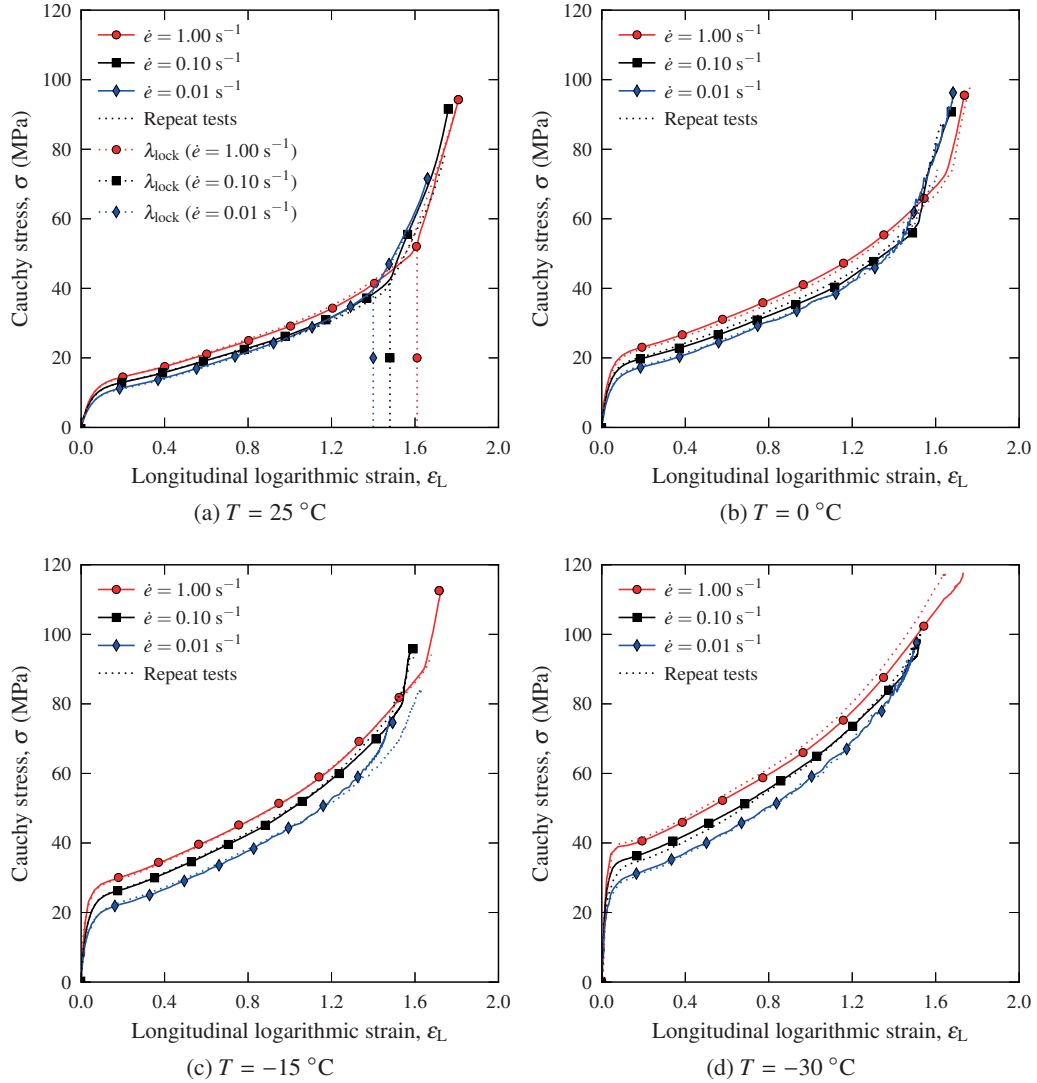 120
100
80
60
40
20
0
Cauchy stress, σ (MPa)
ė = 1.00 s⁻¹
ė = 0.10 s⁻¹
ė = 0.01 s⁻¹
Repeat tests
λlock (ė = 1.00 s⁻¹)
λlock (ė = 0.10 s⁻¹)
λlock (ė = 0.01 s⁻¹)
0.0 0.4 0.8 1.2 1.6 2.0
Longitudinal logarithmic strain, εL
(a) T = 25 °C
120
100
80
60
40
20
0
Cauchy stress, σ (MPa)
ė = 1.00 s⁻¹
ė = 0.10 s⁻¹
ė = 0.01 s⁻¹
Repeat tests
0.0 0.4 0.8 1.2 1.6 2.0
Longitudinal logarithmic strain, εL
(b) T = 0 °C
120
100
80
60
40
20
0
Cauchy stress, σ (MPa)
ė = 1.00 s⁻¹
ė = 0.10 s⁻¹
ė = 0.01 s⁻¹
Repeat tests
0.0 0.4 0.8 1.2 1.6 2.0
Longitudinal logarithmic strain, εL
(c) T = −15 °C
120
100
80
60
40
20
0
Cauchy stress, σ (MPa)
ė = 1.00 s⁻¹
ė = 0.10 s⁻¹
ė = 0.01 s⁻¹
Repeat tests
0.0 0.4 0.8 1.2 1.6 2.0
Longitudinal logarithmic strain, εL
(d) T = −30 °C